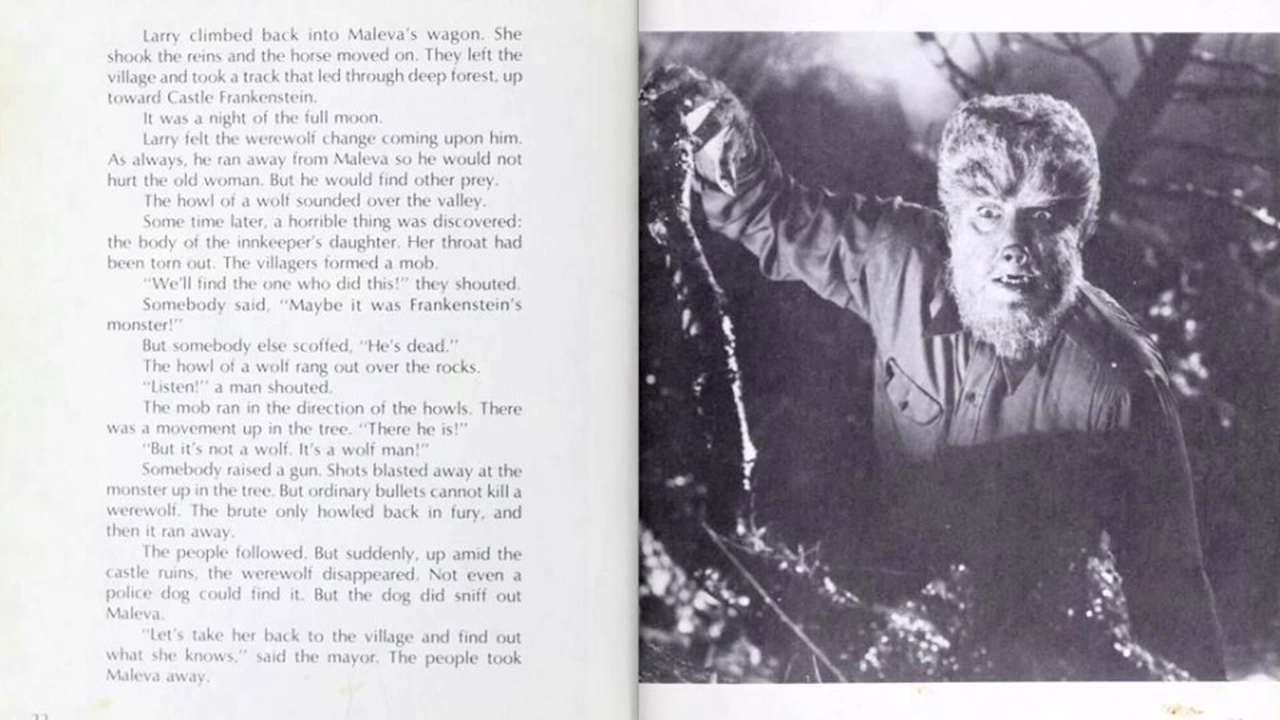 Larry climbed back into Maleva's wagon. She
shook the reins and the horse moved on. They left the
village and took a track that led through deep forest, up
toward Castle Frankenstein.
It was a night of the full moon.
Larry felt the werewolf change coming upon him.
As always, he ran away from Maleva so he would not
hurt the old woman. But he would find other prey.
The howl of a wolf sounded over the valley.
Some time later, a horrible thing was discovered:
the body of the innkeeper's daughter. Her throat had
been torn out. The villagers formed a mob.
"We'll find the one who did this!" they shouted.
Somebody said, "Maybe it was Frankenstein's
monster!"
But somebody else scoffed, "He's dead."
The howl of a wolf rang out over the rocks.
"Listen!" a man shouted.
The mob ran in the direction of the howls. There
was a movement up in the tree. "There he is!"
"But it's not a wolf. It's a wolf man!"
Somebody raised a gun. Shots blasted away at the
monster up in the tree. But ordinary bullets cannot kill a
werewolf. The brute only howled back in fury, and
then it ran away.
The people followed. But suddenly, up amid the
castle ruins, the werewolf disappeared. Not even a
police dog could find it. But the dog did sniff out
Maleva.
"Let's take her back to the village and find out
what she knows," said the mayor. The people took
Maleva away.